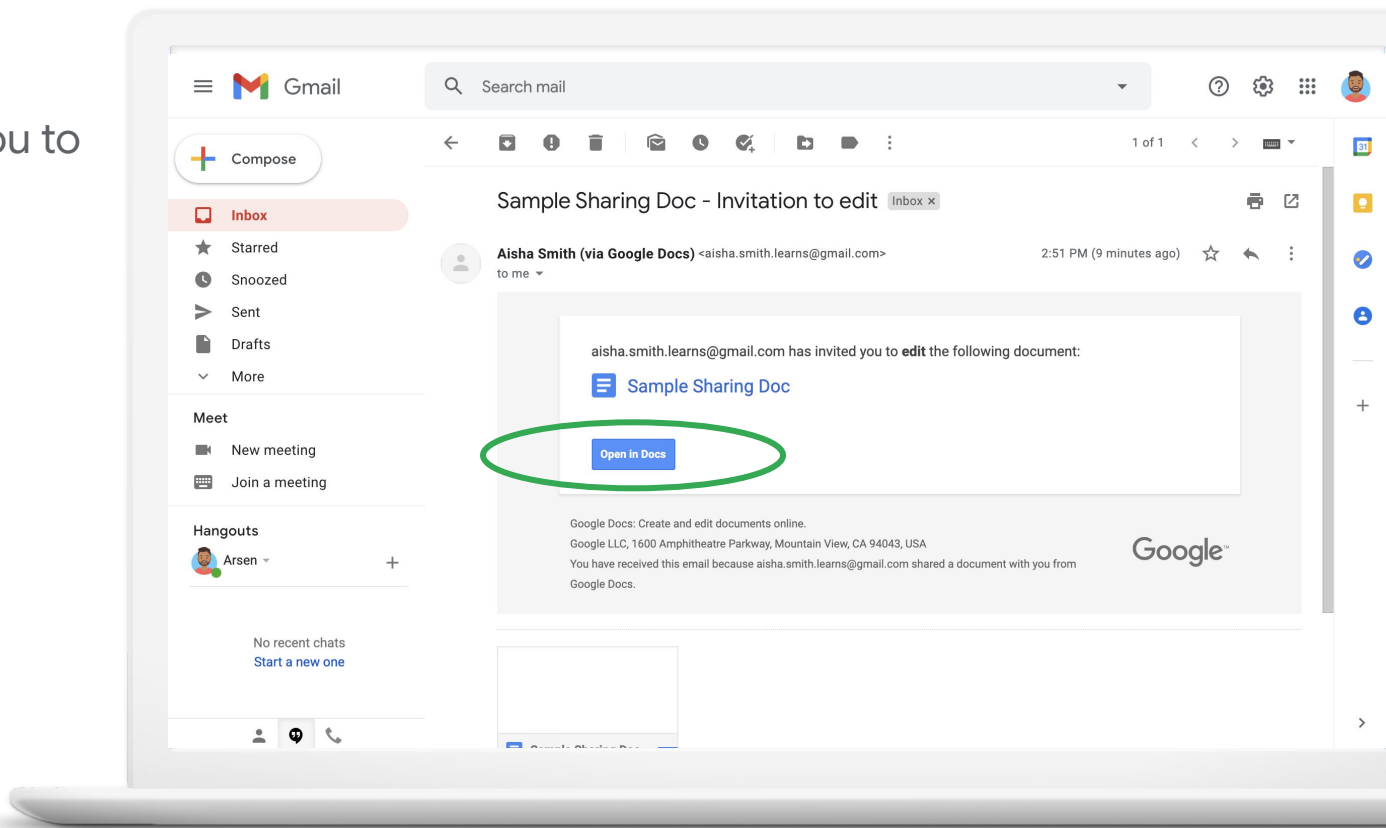 ou to
Gmail
Search mail
Compose
1 of 1
31
Inbox
Starred
Snoozed
Sent
Drafts
More
Meet
New meeting
Join a meeting
Hangouts
Arsen
No recent chats
Start a new one
Sample Sharing Doc - Invitation to edit Inbox ×
Aisha Smith (via Google Docs) <aisha.smith.learns@gmail.com> 2:51 PM (9 minutes ago)
to me
aisha.smith.learns@gmail.com has invited you to edit the following document:
Sample Sharing Doc
Open in Docs
Google Docs: Create and edit documents online.
Google LLC, 1600 Amphitheatre Parkway, Mountain View, CA 94043, USA
You have received this email because aisha.smith.learns@gmail.com shared a document with you from
Google Docs.
Google™
Sample Sharing Doc